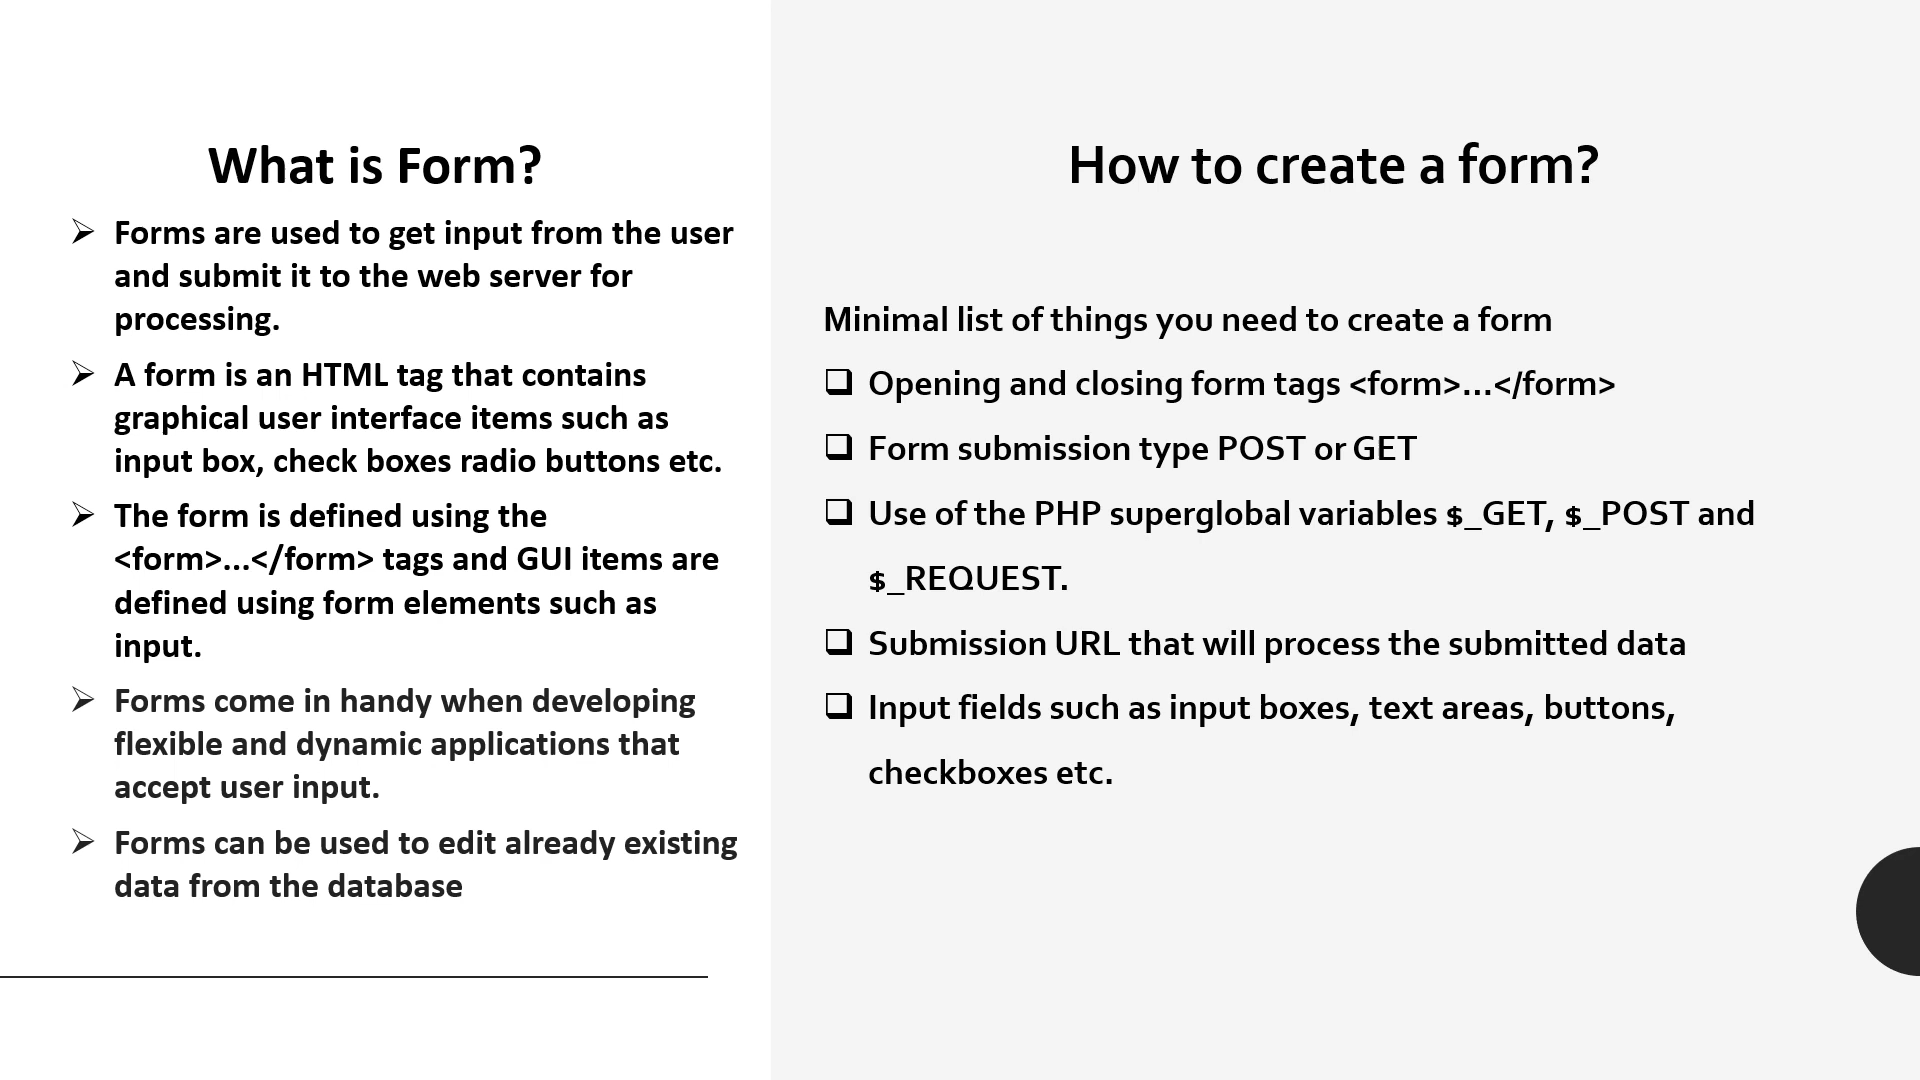 What is Form?
Forms are used to get input from the user
and submit it to the web server for
processing.
A form is an HTML tag that contains
graphical user interface items such as
input box, check boxes radio buttons etc.
The form is defined using the
<form>...</form> tags and GUI items are
defined using form elements such as
input.
Forms come in handy when developing
flexible and dynamic applications that
accept user input.
Forms can be used to edit already existing
data from the database
How to create a form?
Minimal list of things you need to create a form
Opening and closing form tags <form>...</form>
Form submission type POST or GET
Use of the PHP superglobal variables $_GET, $_POST and
$_REQUEST.
Submission URL that will process the submitted data
Input fields such as input boxes, text areas, buttons,
checkboxes etc.